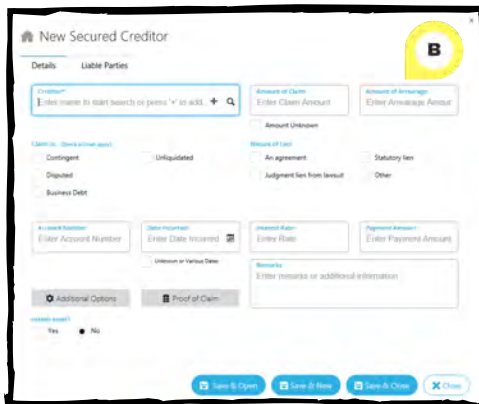 New Secured Creditor
B
Details Liable Parties
Creditor*
Enter name to start search or press '+' to add.
Amount of Claim
Enter Claim Amount
Amount of Arrearage
Enter Arrearage Amount
Amount Unknown
Contingent Unliquidated
Disputed
Business Debt
Nature of Lien
An agreement Statutory lien
Judgment lien from lawsuit Other
Account Number
Enter Account Number
Date Incurred
Enter Date Incurred
Interest Rate
Enter Rate
Payment Amount
Enter Payment Amount
Unknown or Various Dates
Remarks
Enter remarks or additional information
Additional Options Proof of Claim
Yes No
Save & Open Save & New Save & Close Close